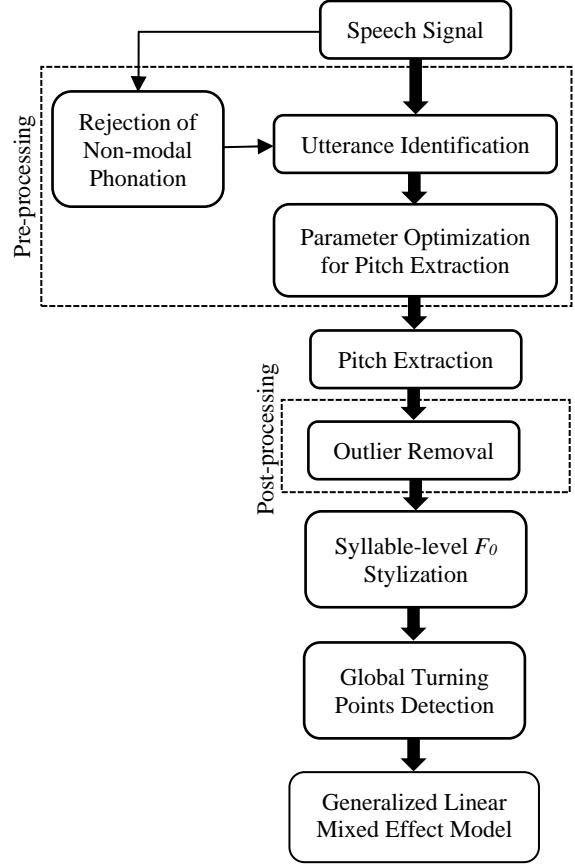 Speech Signal
Pre-processing
Rejection of
Non-modal
Phonation
Utterance Identification
Parameter Optimization
for Pitch Extraction
Pitch Extraction
Post-processing
Outlier Removal
Syllable-level F₀
Stylization
Global Turning
Points Detection
Generalized Linear
Mixed Effect Model